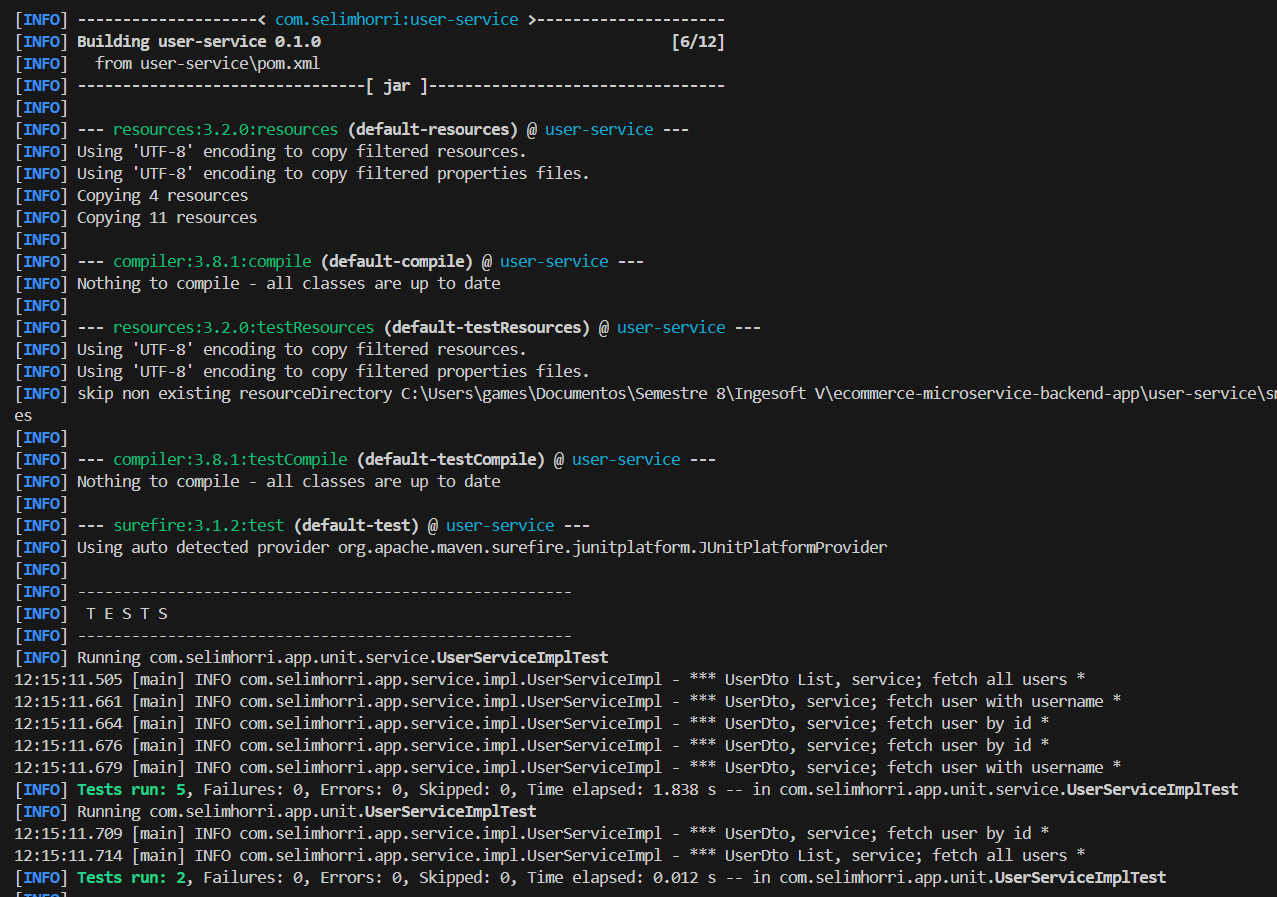 [INFO] --------------------< com.selimhorri:user-service >---------------------
[INFO] Building user-service 0.1.0                                       [6/12]
[INFO]   from user-service\pom.xml
[INFO] --------------------------------[ jar ]---------------------------------
[INFO]
[INFO] --- resources:3.2.0:resources (default-resources) @ user-service ---
[INFO] Using 'UTF-8' encoding to copy filtered resources.
[INFO] Using 'UTF-8' encoding to copy filtered properties files.
[INFO] Copying 4 resources
[INFO] Copying 11 resources
[INFO]
[INFO] --- compiler:3.8.1:compile (default-compile) @ user-service ---
[INFO] Nothing to compile - all classes are up to date
[INFO]
[INFO] --- resources:3.2.0:testResources (default-testResources) @ user-service ---
[INFO] Using 'UTF-8' encoding to copy filtered resources.
[INFO] Using 'UTF-8' encoding to copy filtered properties files.
[INFO] skip non existing resourceDirectory C:\Users\games\Documentos\Semestre 8\Ingesoft V\ecommerce-microservice-backend-app\user-service\s
es
[INFO]
[INFO] --- compiler:3.8.1:testCompile (default-testCompile) @ user-service ---
[INFO] Nothing to compile - all classes are up to date
[INFO]
[INFO] --- surefire:3.1.2:test (default-test) @ user-service ---
[INFO] Using auto detected provider org.apache.maven.surefire.junitplatform.JUnitPlatformProvider
[INFO]
[INFO] -------------------------------------------------------
[INFO]  T E S T S
[INFO] -------------------------------------------------------
[INFO] Running com.selimhorri.app.unit.service.UserServiceImplTest
12:15:11.505 [main] INFO com.selimhorri.app.service.impl.UserServiceImpl - *** UserDto List, service; fetch all users *
12:15:11.661 [main] INFO com.selimhorri.app.service.impl.UserServiceImpl - *** UserDto, service; fetch user with username *
12:15:11.664 [main] INFO com.selimhorri.app.service.impl.UserServiceImpl - *** UserDto, service; fetch user by id *
12:15:11.676 [main] INFO com.selimhorri.app.service.impl.UserServiceImpl - *** UserDto, service; fetch user by id *
12:15:11.679 [main] INFO com.selimhorri.app.service.impl.UserServiceImpl - *** UserDto, service; fetch user with username *
[INFO] Tests run: 5, Failures: 0, Errors: 0, Skipped: 0, Time elapsed: 1.838 s -- in com.selimhorri.app.unit.service.UserServiceImplTest
[INFO] Running com.selimhorri.app.unit.UserServiceImplTest
12:15:11.709 [main] INFO com.selimhorri.app.service.impl.UserServiceImpl - *** UserDto, service; fetch user by id *
12:15:11.714 [main] INFO com.selimhorri.app.service.impl.UserServiceImpl - *** UserDto List, service; fetch all users *
[INFO] Tests run: 2, Failures: 0, Errors: 0, Skipped: 0, Time elapsed: 0.012 s -- in com.selimhorri.app.unit.UserServiceImplTest